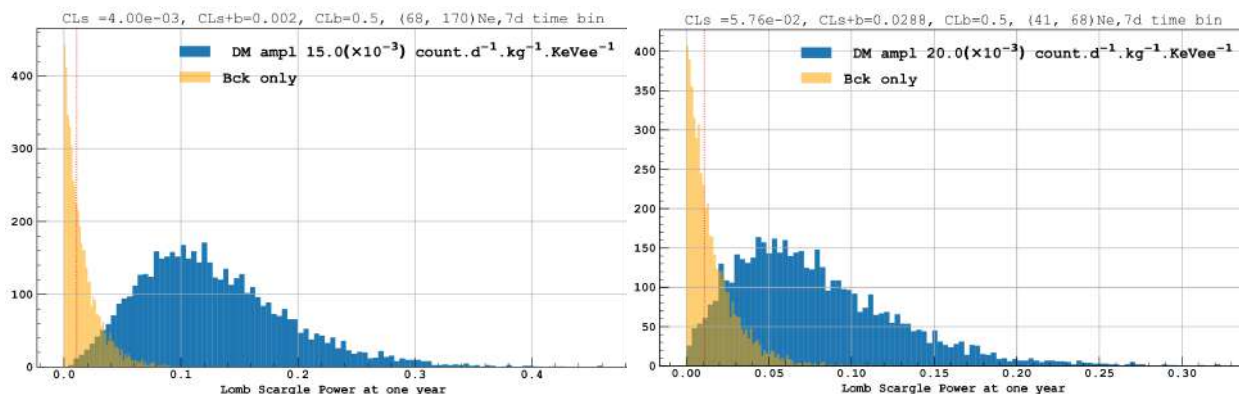 CLs =4.00e-03, CLs+b=0.002, CLb=0.5, (68, 170)Ne,7d time bin
DM ampl 15.0(×10⁻³) count.d⁻¹.kg⁻¹.KeVee⁻¹
Bck only
400
300
200
100
0
0.0 0.1 0.2 0.3 0.4
Lomb Scargle Power at one year
CLs =5.76e-02, CLs+b=0.0288, CLb=0.5, (41, 68)Ne,7d time bin
DM ampl 20.0(×10⁻³) count.d⁻¹.kg⁻¹.KeVee⁻¹
Bck only
400
350
300
250
200
150
100
50
0
0.00 0.05 0.10 0.15 0.20 0.25 0.30
Lomb Scargle Power at one year